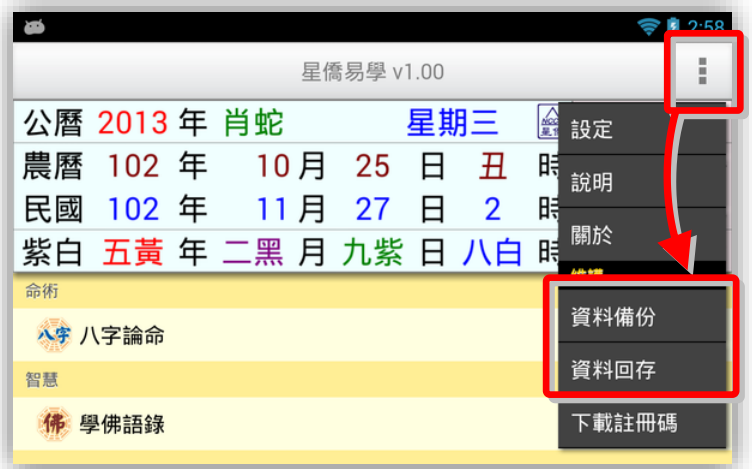 2:58
星僑易學 v1.00
公曆 2013 年 肖蛇 星期三
農曆 102 年 10 月 25 日 丑 時
民國 102 年 11 月 27 日 2 時
紫白 五黃 年 二黑 月 九紫 日 八白 時
設定
說明
關於
資料備份
資料回存
下載註冊碼
命術
八字 八字論命
智慧
佛 學佛語錄